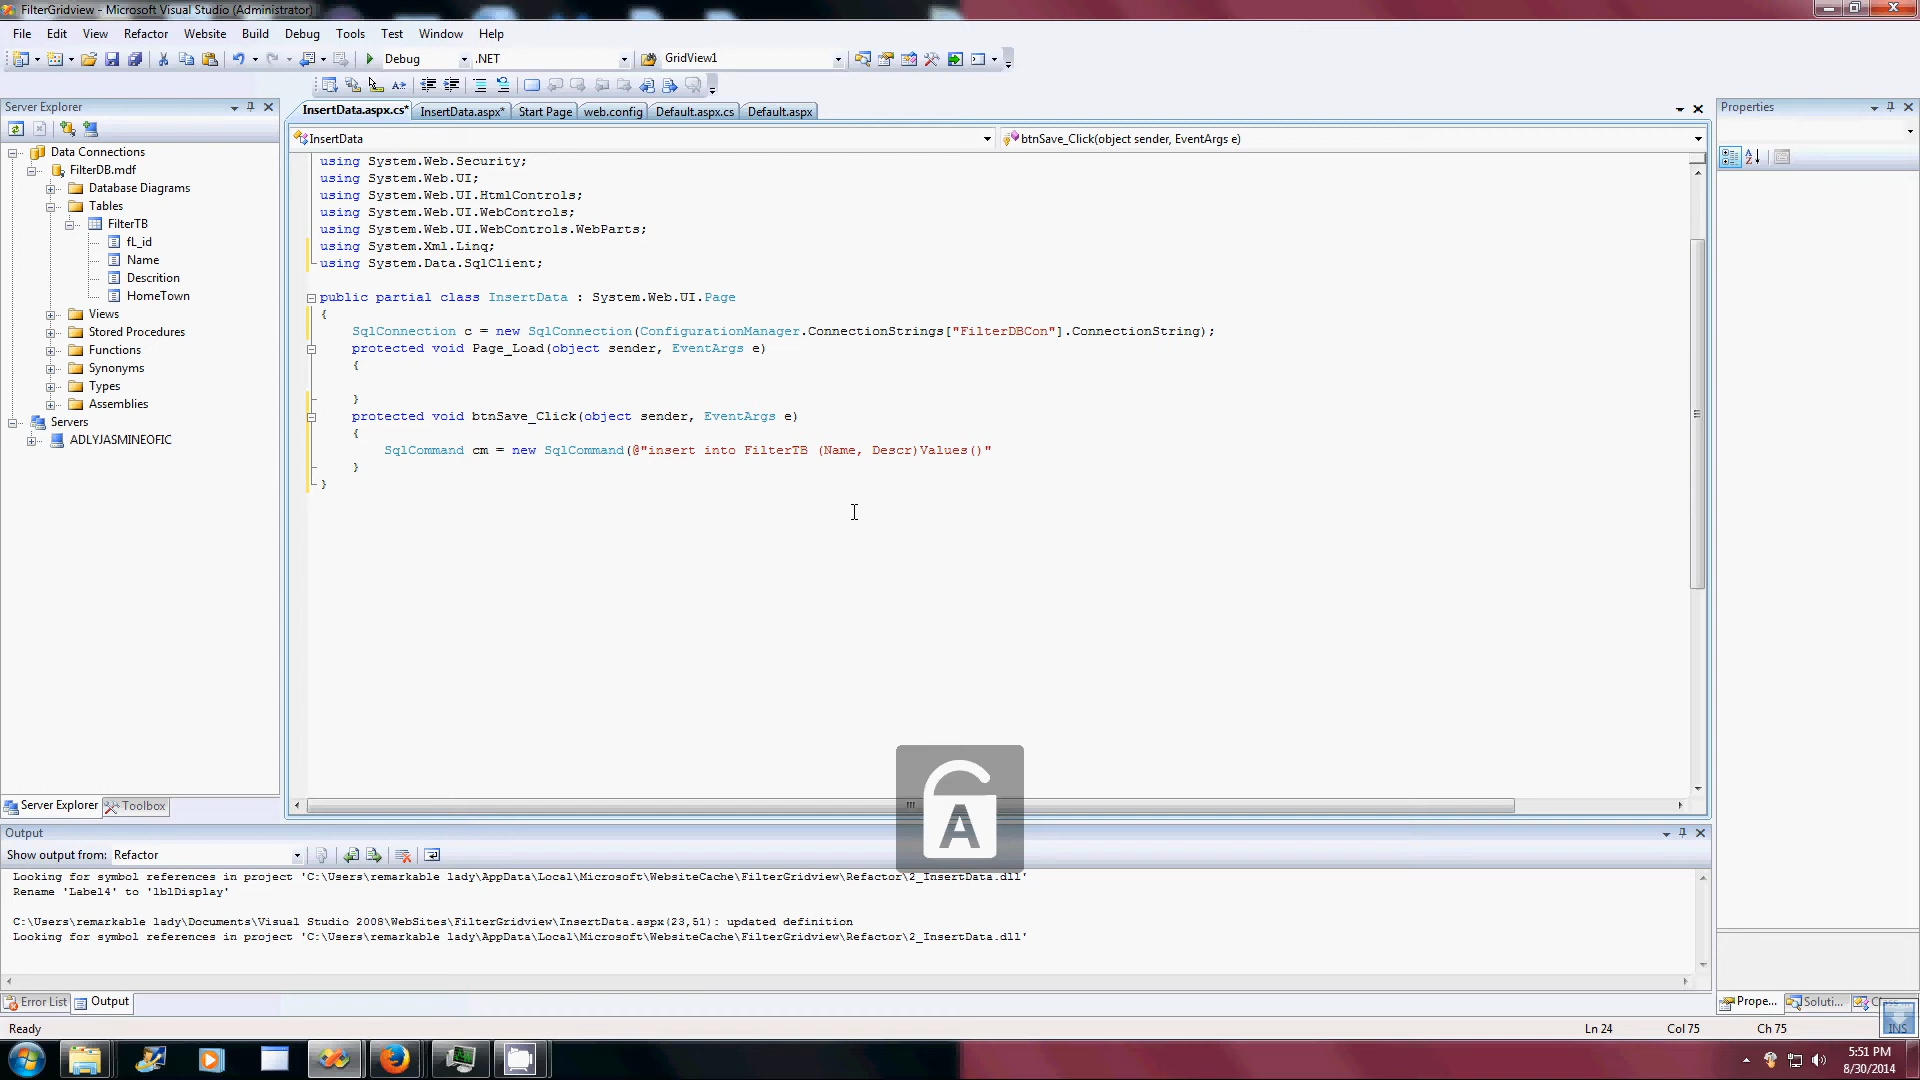 FilterGridview - Microsoft Visual Studio (Administrator)
File Edit View Refactor Website Build Debug Tools Test Window Help
Debug .NET GridView1
Server Explorer
InsertData.aspx.cs* InsertData.aspx* Start Page web.config Default.aspx.cs Default.aspx
Properties
InsertData
btnSave_Click(object sender, EventArgs e)
Data Connections
FilterDB.mdf
Database Diagrams
Tables
FilterTB
fL_id
Name
Descrition
HomeTown
Views
Stored Procedures
Functions
Synonyms
Types
Assemblies
Servers
ADLYJASMINEOFIC
using System.Web.Security;
using System.Web.UI;
using System.Web.UI.HtmlControls;
using System.Web.UI.WebControls;
using System.Web.UI.WebControls.WebParts;
using System.Xml.Linq;
using System.Data.SqlClient;
public partial class InsertData : System.Web.UI.Page
{
SqlConnection c = new SqlConnection(ConfigurationManager.ConnectionStrings["FilterDBCon"].ConnectionString);
protected void Page_Load(object sender, EventArgs e)
{
}
protected void btnSave_Click(object sender, EventArgs e)
{
SqlCommand cm = new SqlCommand(@"insert into FilterTB (Name, Descr)Values()"
}
}
A
Server Explorer Toolbox
Output
Show output from: Refactor
Looking for symbol references in project 'C:\Users\remarkable lady\AppData\Local\Microsoft\WebsiteCache\FilterGridview\Refactor\2_InsertData.dll'
Rename 'Label4' to 'lblDisplay'
C:\Users\remarkable lady\Documents\Visual Studio 2008\WebSites\FilterGridview\InsertData.aspx(23,51): updated definition
Looking for symbol references in project 'C:\Users\remarkable lady\AppData\Local\Microsoft\WebsiteCache\FilterGridview\Refactor\2_InsertData.dll'
Error List Output
Prope... Soluti...
Ready
Ln 24 Col 75 Ch 75 INS
5:51 PM
8/30/2014